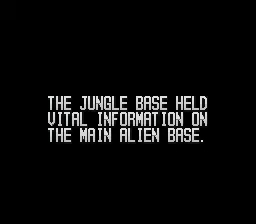 THE JUNGLE BASE HELD
VITAL INFORMATION ON
THE MAIN ALIEN BASE.